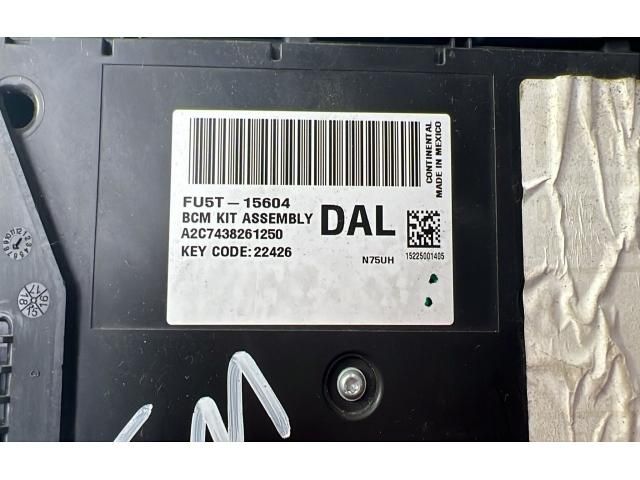 CONTINENTAL
MADE IN MEXICO
FU5T-15604
BCM KIT ASSEMBLY
DAL
A2C7438261250
KEY CODE:22426
N75UH
15225001405